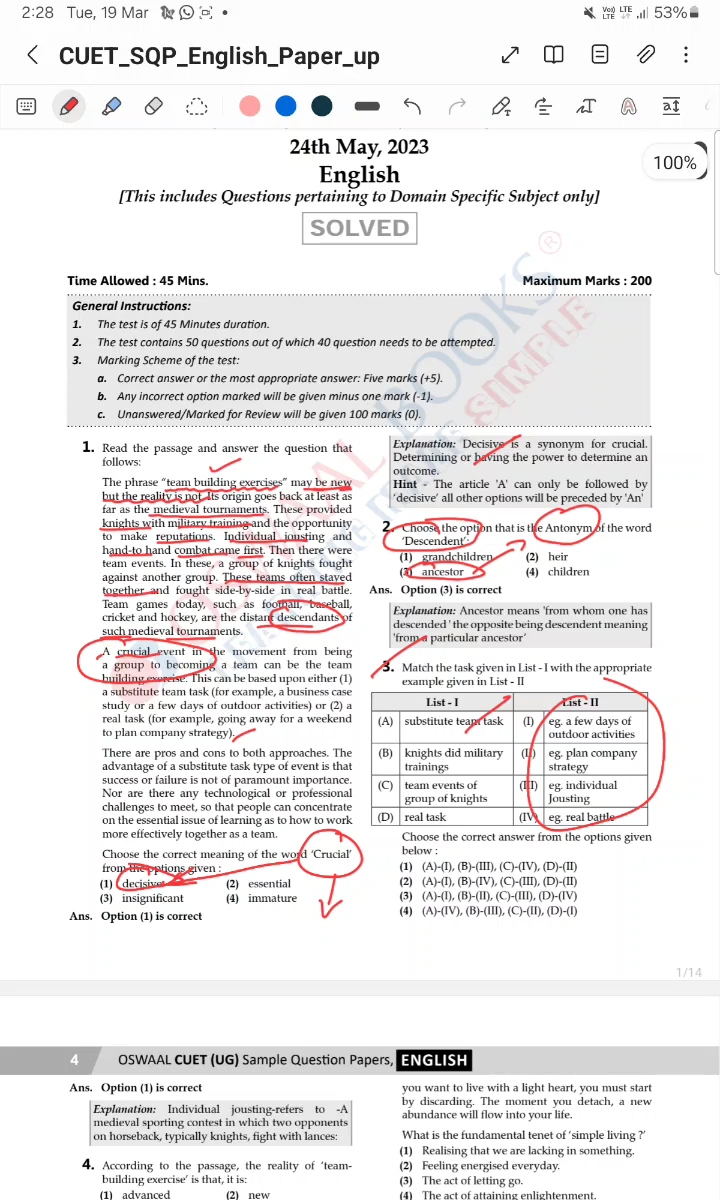 2:28 Tue, 19 Mar 53%
CUET_SQP_English_Paper_up
24th May, 2023
100%
English
[This includes Questions pertaining to Domain Specific Subject only]
SOLVED
Time Allowed : 45 Mins. Maximum Marks : 200
General Instructions:
1. The test is of 45 Minutes duration.
2. The test contains 50 questions out of which 40 question needs to be attempted.
3. Marking Scheme of the test:
a. Correct answer or the most appropriate answer: Five marks (+5).
b. Any incorrect option marked will be given minus one mark (-1).
c. Unanswered/Marked for Review will be given 100 marks (0).
1. Read the passage and answer the question that
follows:
The phrase "team building exercises" may be new
but the reality is not. Its origin goes back at least as
far as the medieval tournaments. These provided
knights with military training and the opportunity
to make reputations. Individual jousting and
hand-to hand combat came first. Then there were
team events. In these, a group of knights fought
against another group. These teams often stayed
together and fought side-by-side in real battle.
Team games today, such as football, baseball,
cricket and hockey, are the distant descendants of
such medieval tournaments.
A crucial event in the movement from being
a group to becoming a team can be the team
building exercise. This can be based upon either (1)
a substitute team task (for example, a business case
study or a few days of outdoor activities) or (2) a
real task (for example, going away for a weekend
to plan company strategy).
There are pros and cons to both approaches. The
advantage of a substitute task type of event is that
success or failure is not of paramount importance.
Nor are there any technological or professional
challenges to meet, so that people can concentrate
on the essential issue of learning as to how to work
more effectively together as a team.
Choose the correct meaning of the word 'Crucial'
from the options given :
(1) decisive (2) essential
(3) insignificant (4) immature
Ans. Option (1) is correct
Explanation: Decisive is a synonym for crucial.
Determining or having the power to determine an
outcome.
Hint - The article 'A' can only be followed by
'decisive' all other options will be preceded by 'An'
2. Choose the option that is the Antonym of the word
'Descendent':
(1) grandchildren (2) heir
(3) ancestor (4) children
Ans. Option (3) is correct
Explanation: Ancestor means 'from whom one has
descended ' the opposite being descendent meaning
'from a particular ancestor'
3. Match the task given in List - I with the appropriate
example given in List - II
List - I List - II
(A) substitute team task (I) eg. a few days of
outdoor activities
(B) knights did military (II) eg. plan company
trainings strategy
(C) team events of (III) eg. individual
group of knights Jousting
(D) real task (IV) eg. real battle
Choose the correct answer from the options given
below :
(1) (A)-(I), (B)-(III), (C)-(IV), (D)-(II)
(2) (A)-(I), (B)-(IV), (C)-(III), (D)-(II)
(3) (A)-(I), (B)-(II), (C)-(III), (D)-(IV)
(4) (A)-(IV), (B)-(III), (C)-(II), (D)-(I)
1/14
4 OSWAAL CUET (UG) Sample Question Papers, ENGLISH
Ans. Option (1) is correct
Explanation: Individual jousting-refers to -A
medieval sporting contest in which two opponents
on horseback, typically knights, fight with lances:
4. According to the passage, the reality of 'team-
building exercise' is that, it is:
(1) advanced (2) new
you want to live with a light heart, you must start
by discarding. The moment you detach, a new
abundance will flow into your life.
What is the fundamental tenet of 'simple living ?'
(1) Realising that we are lacking in something.
(2) Feeling energised everyday.
(3) The act of letting go.
(4) The act of attaining enlightenment.